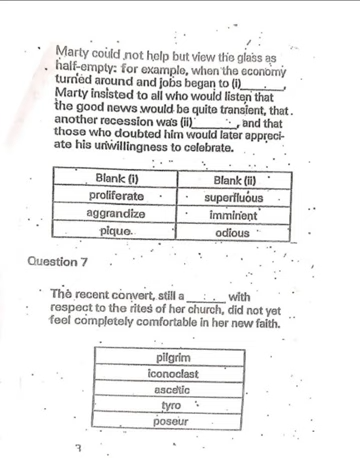 Marty could not help but view the glass as
half-empty: for example, when the economy
turned around and jobs began to (i)______,
Marty insisted to all who would listen that
the good news would be quite transient, that
another recession was (ii)______, and that
those who doubted him would later appreci-
ate his unwillingness to celebrate.
Blank (i) Blank (ii)
proliferate superfluous
aggrandize imminent
pique odious
Question 7
The recent convert, still a ______ with
respect to the rites of her church, did not yet
feel completely comfortable in her new faith.
pilgrim
iconoclast
ascetic
tyro
poseur